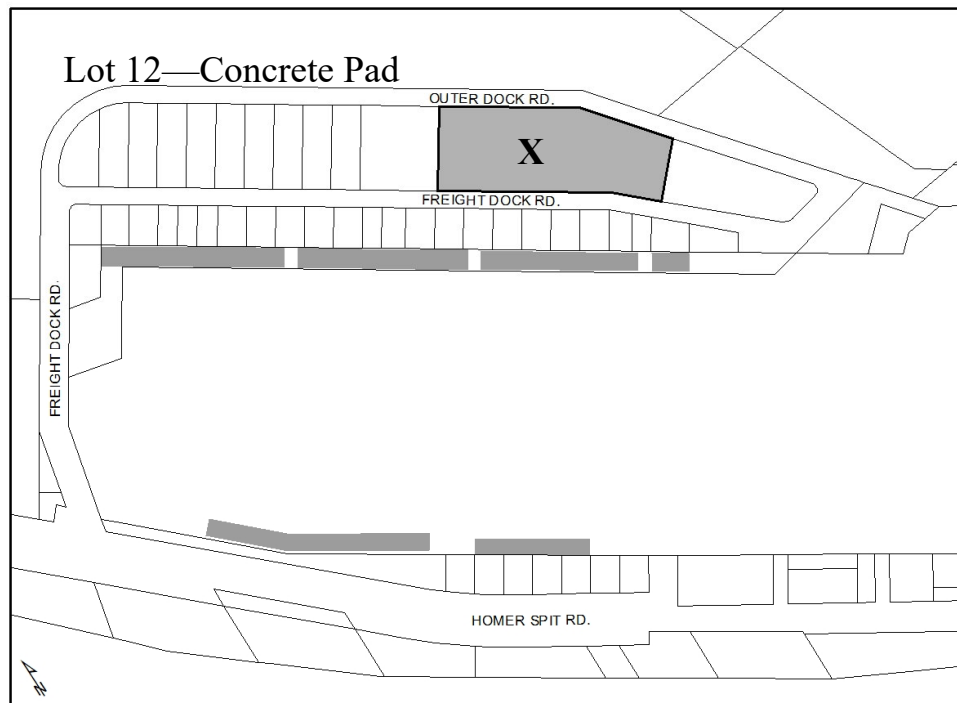 Lot 12—Concrete Pad
OUTER DOCK RD.
X
FREIGHT DOCK RD.
FREIGHT DOCK RD.
HOMER SPIT RD.
N